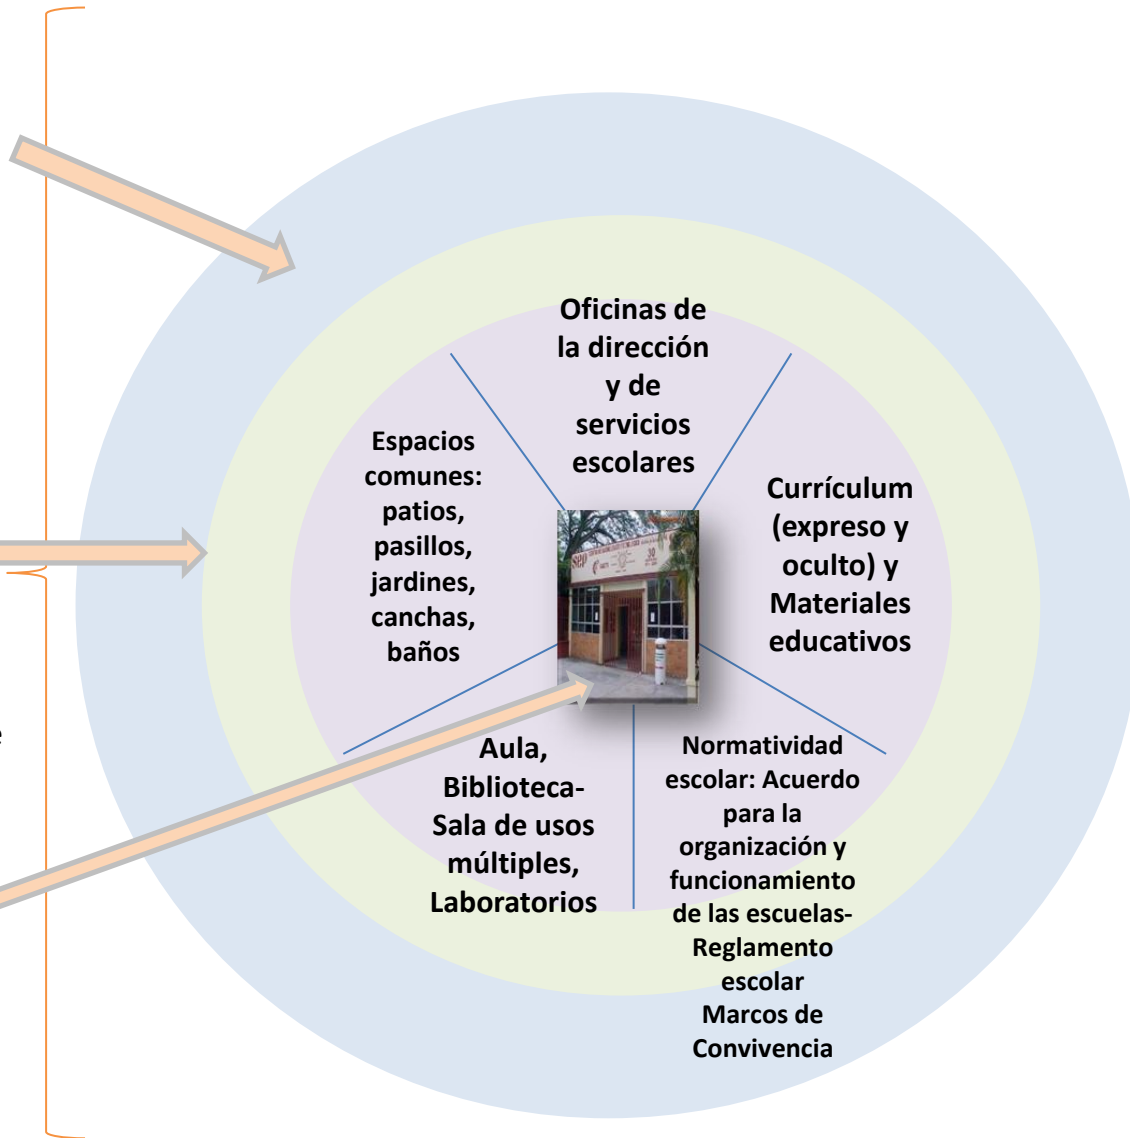 Oficinas de
la dirección
y de
servicios
escolares
Espacios
comunes:
patios,
pasillos,
jardines,
canchas,
baños
Currículum
(expreso y
oculto) y
Materiales
educativos
sep
30
e
Aula,
Biblioteca-
Sala de usos
múltiples,
Laboratorios
Normatividad
escolar: Acuerdo
para la
organización y
funcionamiento
de las escuelas-
Reglamento
escolar
Marcos de
Convivencia